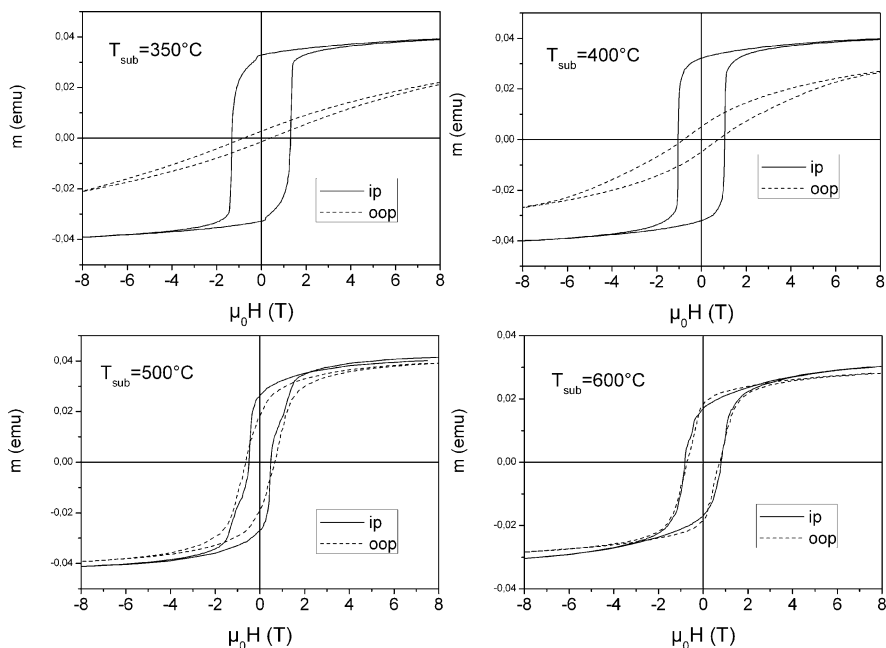 0,04
0,02
0,00
-0,02
-0,04
m (emu)
T_sub=350°C
ip
oop
-8 -6 -4 -2 0 2 4 6 8
μ₀H (T)
0,04
0,02
0,00
-0,02
-0,04
m (emu)
T_sub=400°C
ip
oop
-8 -6 -4 -2 0 2 4 6 8
μ₀H (T)
0,04
0,02
0,00
-0,02
-0,04
m (emu)
T_sub=500°C
ip
oop
-8 -4 0 4 8
μ₀H (T)
0,04
0,02
0,00
-0,02
-0,04
m (emu)
T_sub=600°C
ip
oop
-8 -6 -4 -2 0 2 4 6 8
μ₀H (T)